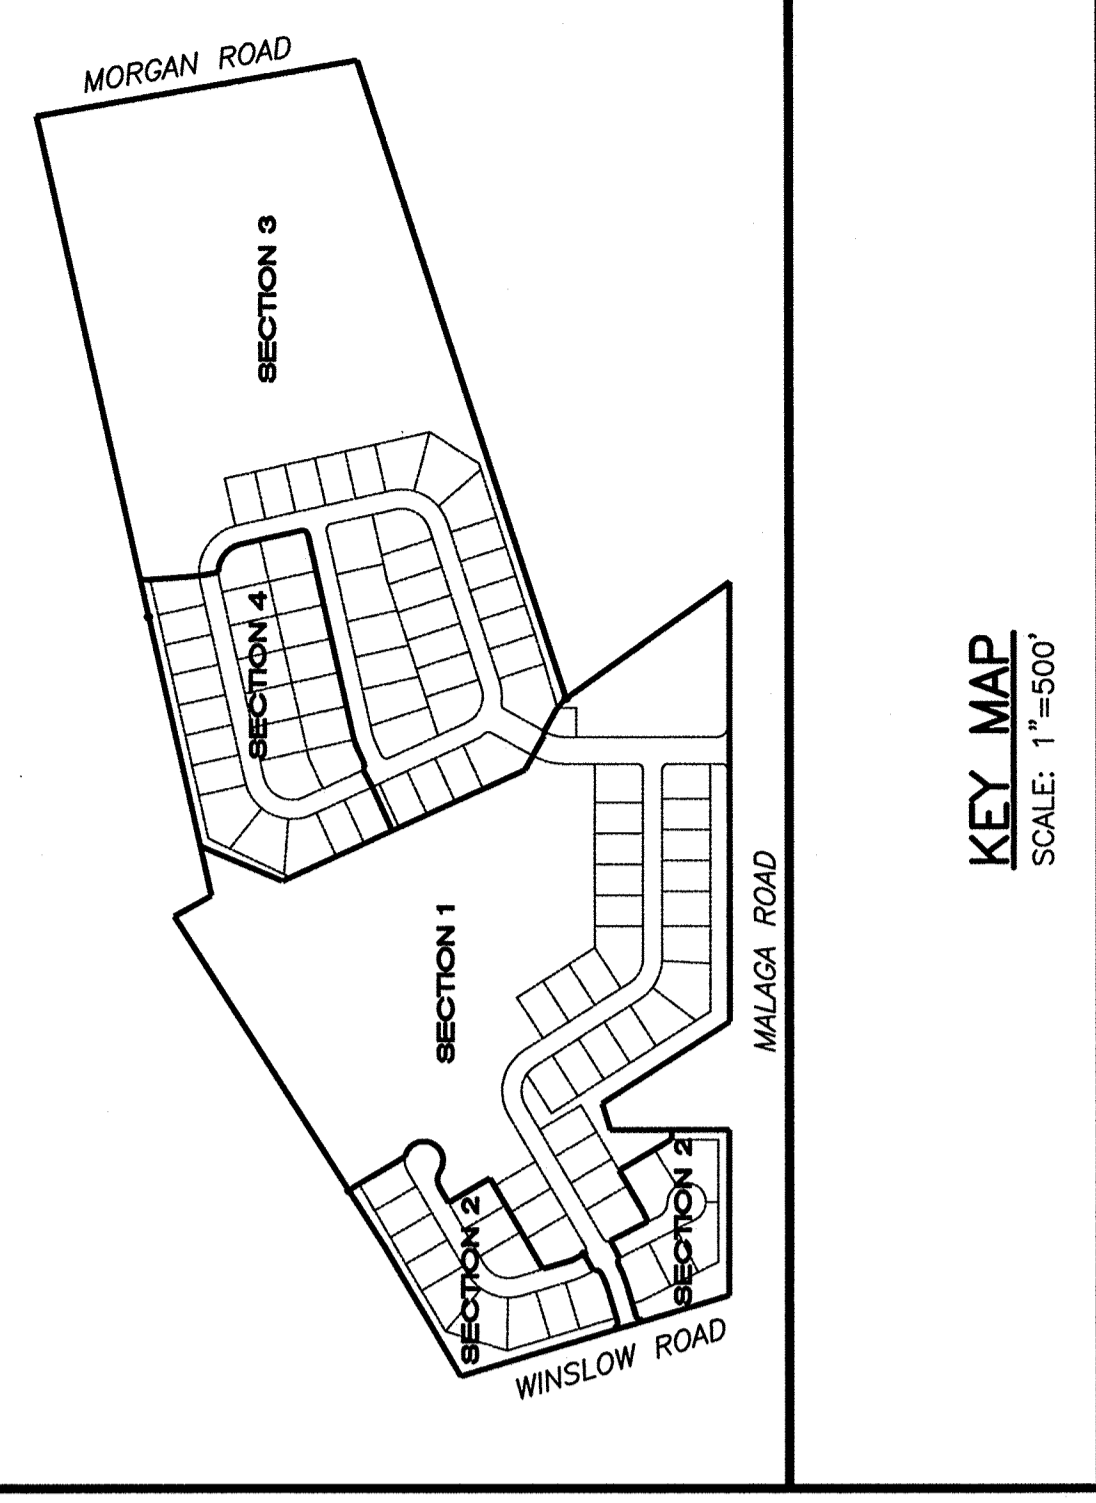 MORGAN ROAD
SECTION 3
SECTION 4
SECTION 1
MALAGA ROAD
SECTION 2
SECTION 2
WINSLOW ROAD
KEY MAP
SCALE: 1"=500'